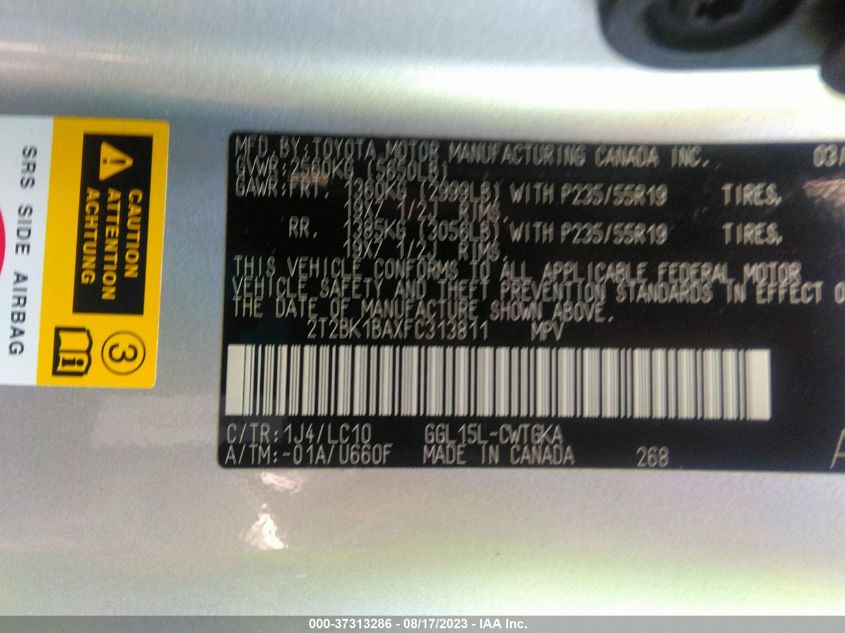 SRS SIDE AIRBAG
CAUTION
ATTENTION
ACHTUNG
3
MFD. BY: TOYOTA MOTOR MANUFACTURING CANADA INC. 03/
GVWR: 2560KG (5650LB)
GAWR: FRT, 1360KG (2999LB) WITH P235/55R19 TIRES,
19X7 1/2J RIMS,
RR, 1385KG (3056LB) WITH P235/55R19 TIRES,
19X7 1/2J RIMS,
THIS VEHICLE CONFORMS TO ALL APPLICABLE FEDERAL MOTOR
VEHICLE SAFETY AND THEFT PREVENTION STANDARDS IN EFFECT O
THE DATE OF MANUFACTURE SHOWN ABOVE.
2T2BK1BAXFC313811 MPV
C/TR: 1J4/LC10 GGL15L-CWTGKA
A/TM:-01A/U660F MADE IN CANADA 268 A
000-37313286 - 08/17/2023 - IAA Inc.